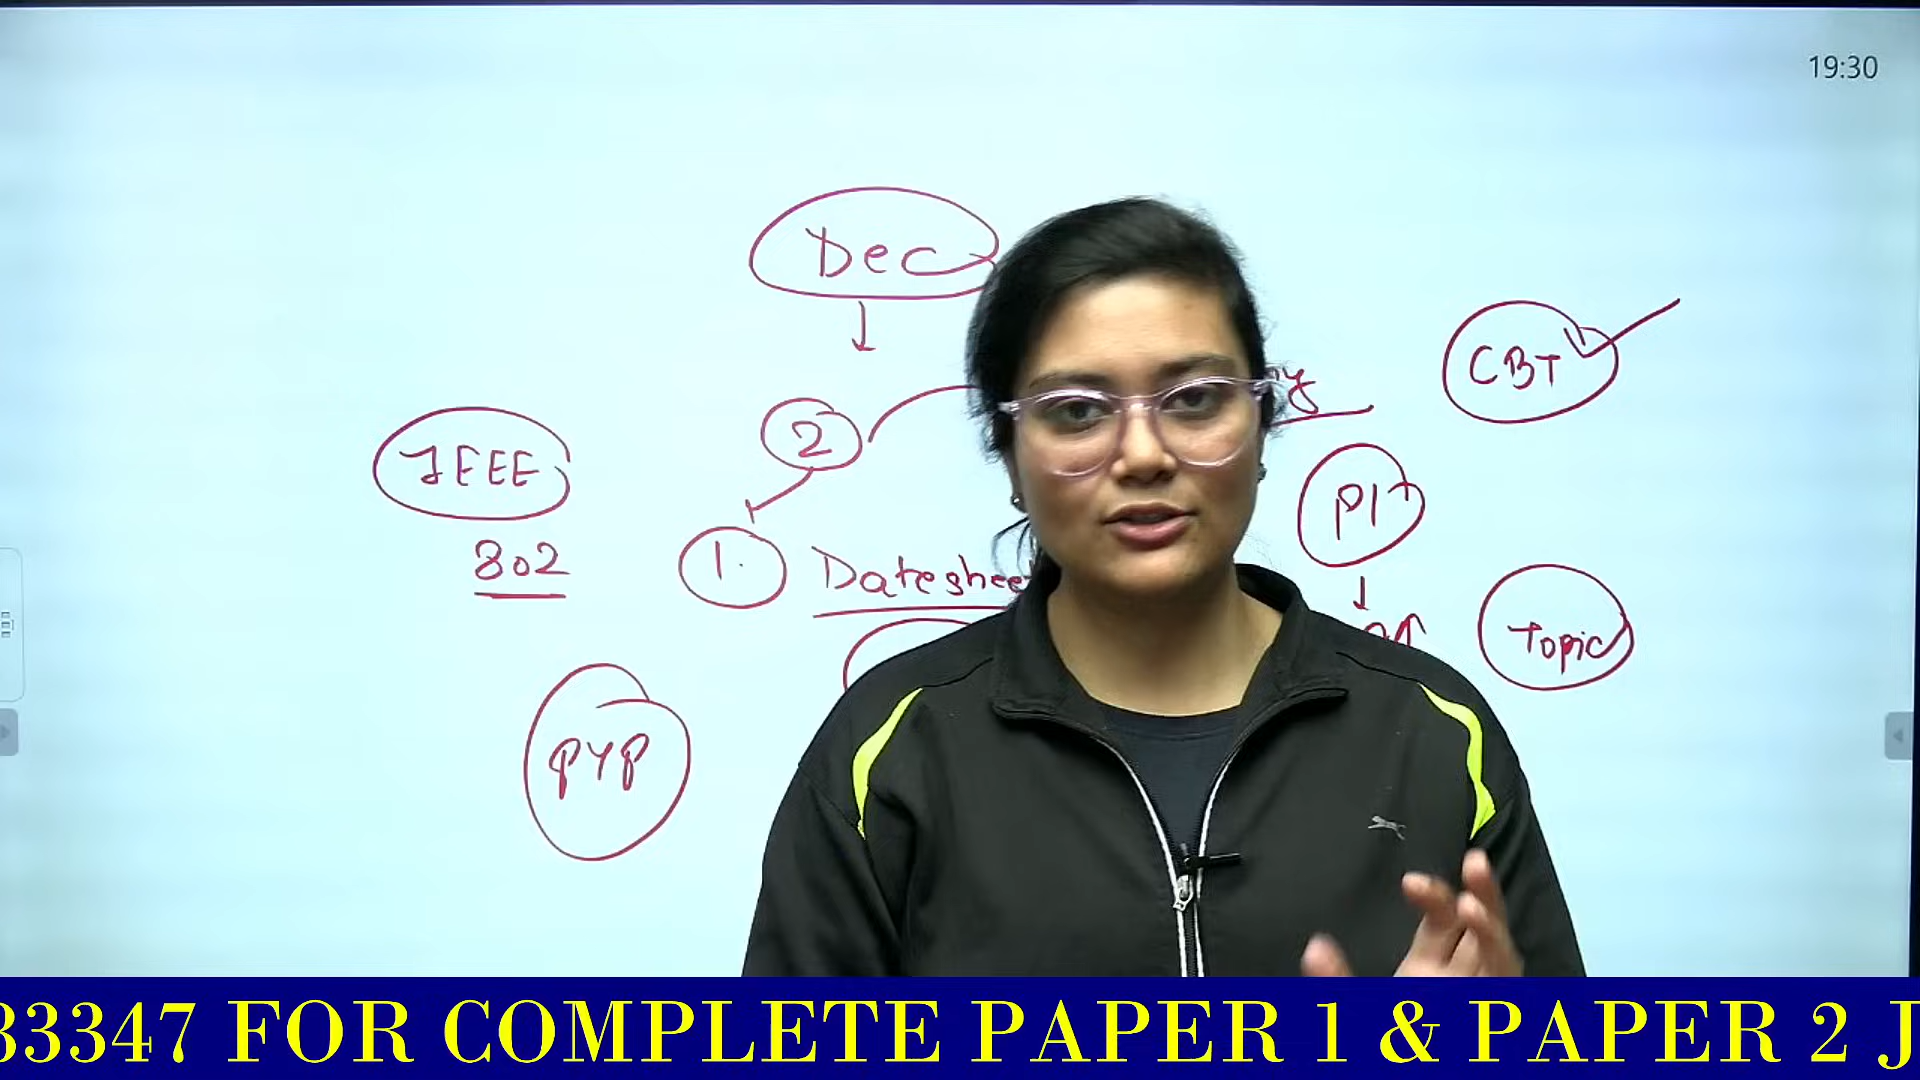 19:30
Dec
CBT
2
JEEE
PI
802
1.
Dateshee
Topic
PYP
33347 FOR COMPLETE PAPER 1 & PAPER 2 J